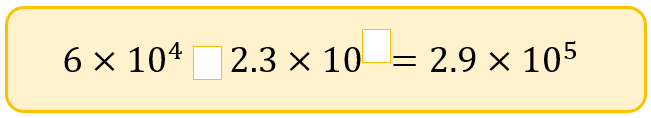 6 × 10⁴ □ 2.3 × 10□ = 2.9 × 10⁵